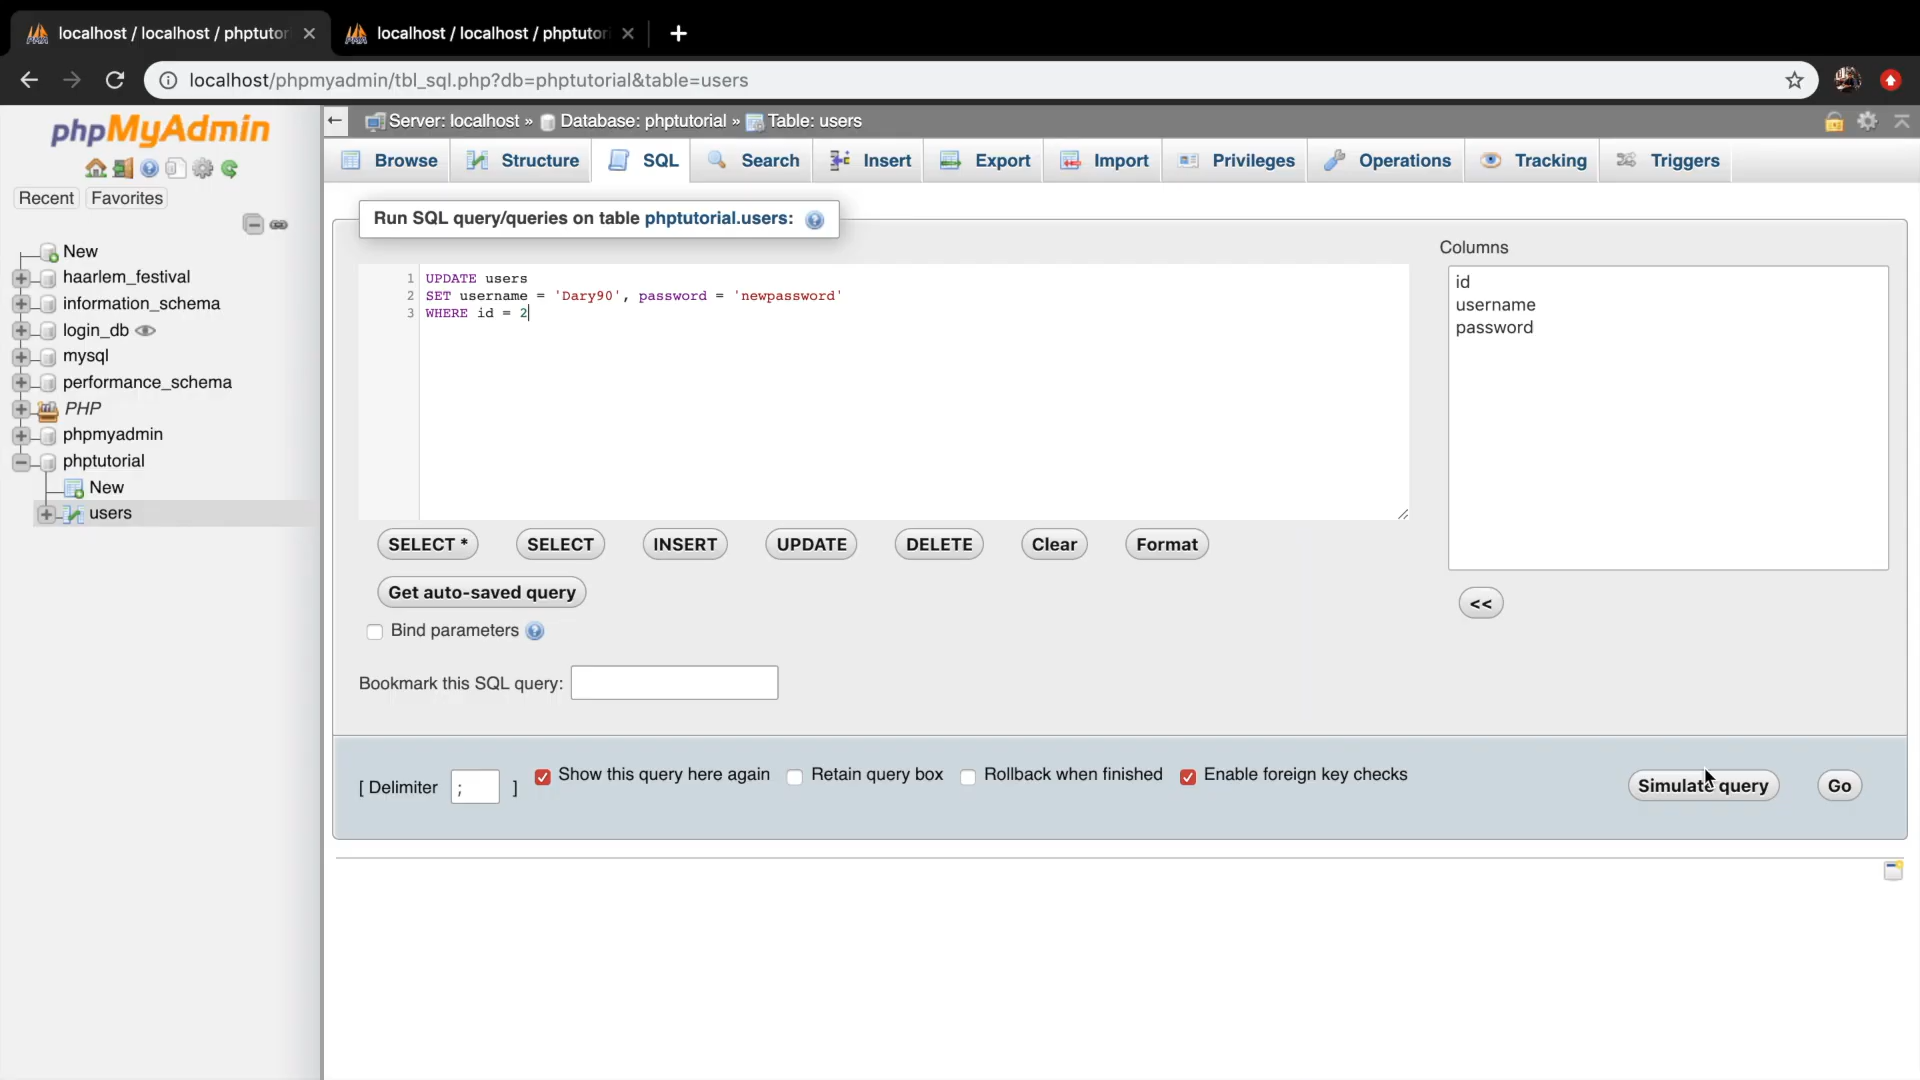 localhost / localhost / phptutor
localhost / localhost / phptutor
localhost/phpmyadmin/tbl_sql.php?db=phptutorial&table=users
phpMyAdmin
Recent Favorites
New
haarlem_festival
information_schema
login_db
mysql
performance_schema
PHP
phpmyadmin
phptutorial
New
users
Server: localhost » Database: phptutorial » Table: users
Browse Structure SQL Search Insert Export Import Privileges Operations Tracking Triggers
Run SQL query/queries on table phptutorial.users:
1 UPDATE users
2 SET username = 'Dary90', password = 'newpassword'
3 WHERE id = 2
Columns
id
username
password
<<
SELECT * SELECT INSERT UPDATE DELETE Clear Format
Get auto-saved query
Bind parameters
Bookmark this SQL query:
[ Delimiter ; ] Show this query here again Retain query box Rollback when finished Enable foreign key checks Simulate query Go